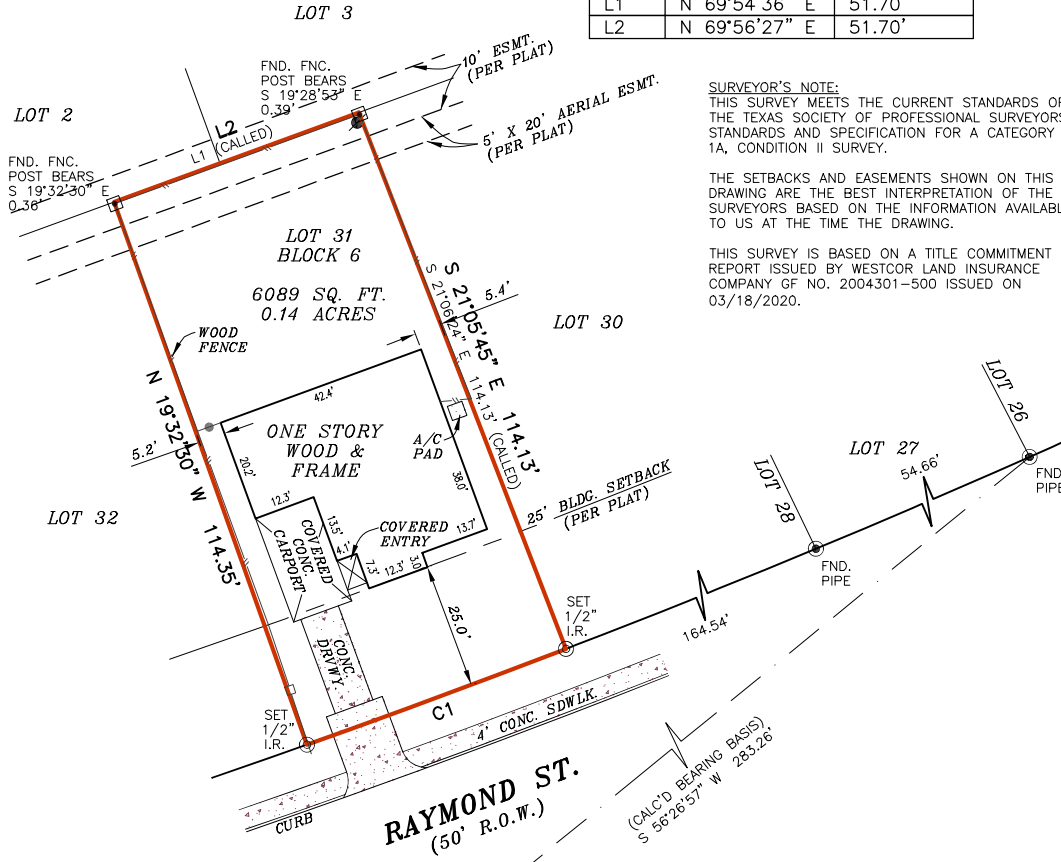 LOT 3
L1 N 69°54'36" E 51.70'
L2 N 69°56'27" E 51.70'
10' ESMT.
(PER PLAT)
FND. FNC.
POST BEARS
S 19°28'53" E
0.39'
5' X 20' AERIAL ESMT.
(PER PLAT)
SURVEYOR'S NOTE:
THIS SURVEY MEETS THE CURRENT STANDARDS OF
THE TEXAS SOCIETY OF PROFESSIONAL SURVEYORS
STANDARDS AND SPECIFICATION FOR A CATEGORY
1A, CONDITION II SURVEY.
THE SETBACKS AND EASEMENTS SHOWN ON THIS
DRAWING ARE THE BEST INTERPRETATION OF THE
SURVEYORS BASED ON THE INFORMATION AVAILABL
TO US AT THE TIME THE DRAWING.
THIS SURVEY IS BASED ON A TITLE COMMITMENT
REPORT ISSUED BY WESTCOR LAND INSURANCE
COMPANY GF NO. 2004301-500 ISSUED ON
03/18/2020.
LOT 2
L2
L1 (CALLED)
FND. FNC.
POST BEARS
S 19°32'30" E
0.36'
LOT 31
BLOCK 6
6089 SQ. FT.
0.14 ACRES
S 21°05'45" E 114.13'
S 21°06'24" E 114.13' (CALLED)
5.4'
LOT 30
WOOD
FENCE
N 19°32'30" W 114.35'
42.4'
ONE STORY
WOOD &
FRAME
A/C
PAD
5.2'
20.2'
38.0'
LOT 32
12.3'
13.5'
COVERED
CONC.
CARPORT
COVERED
ENTRY
4.1'
7.3'
12.3'
3.0'
13.7'
25' BLDG. SETBACK
(PER PLAT)
25.0'
LOT 26
LOT 27
54.66'
FND.
PIPE
LOT 28
FND.
PIPE
SET
1/2"
I.R.
164.54'
CONC.
DRVWY
SET
1/2"
I.R.
C1
4' CONC. SDWLK.
CURB
RAYMOND ST.
(50' R.O.W.)
(CALC'D BEARING BASIS)
S 56°26'57" W 283.26'